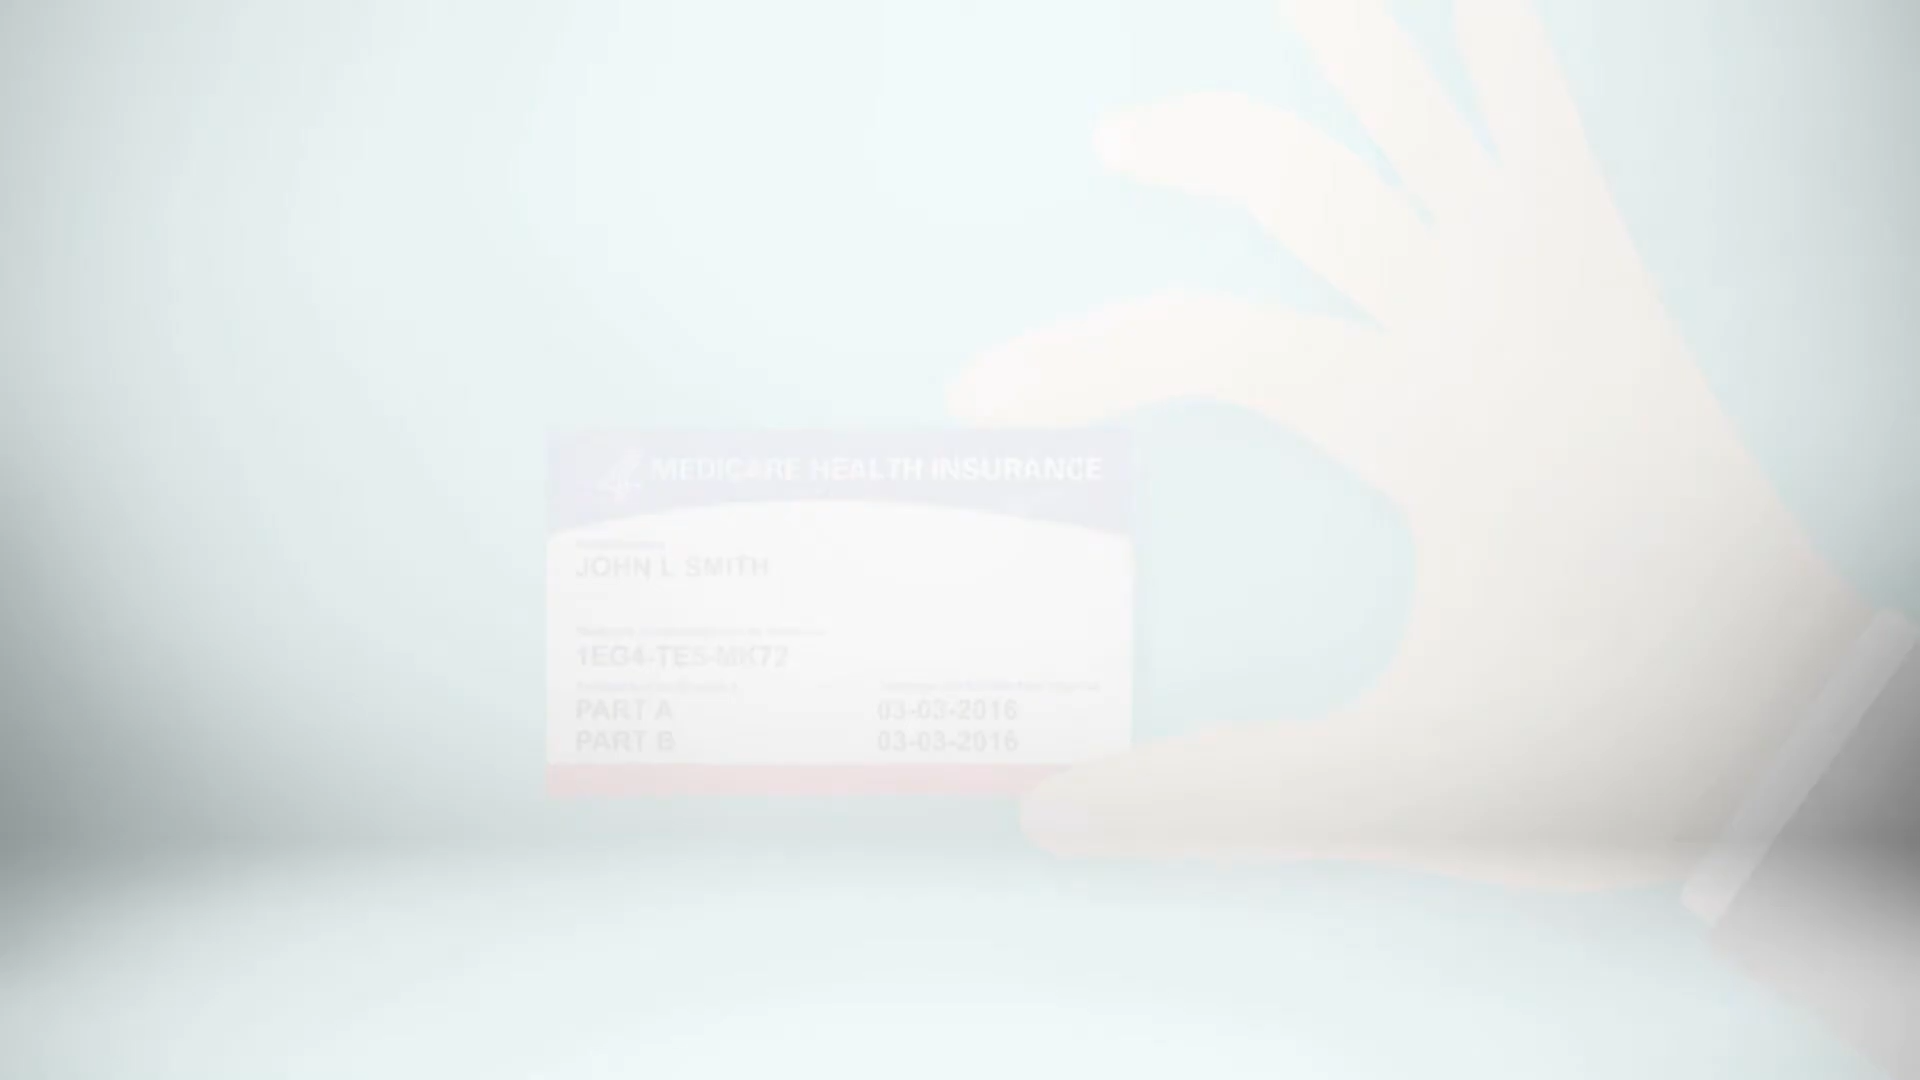 MEDICARE HEALTH INSURANCE
JOHN L SMITH
1EG4-TE5-MK72
PART A 03-03-2016
PART B 03-03-2016